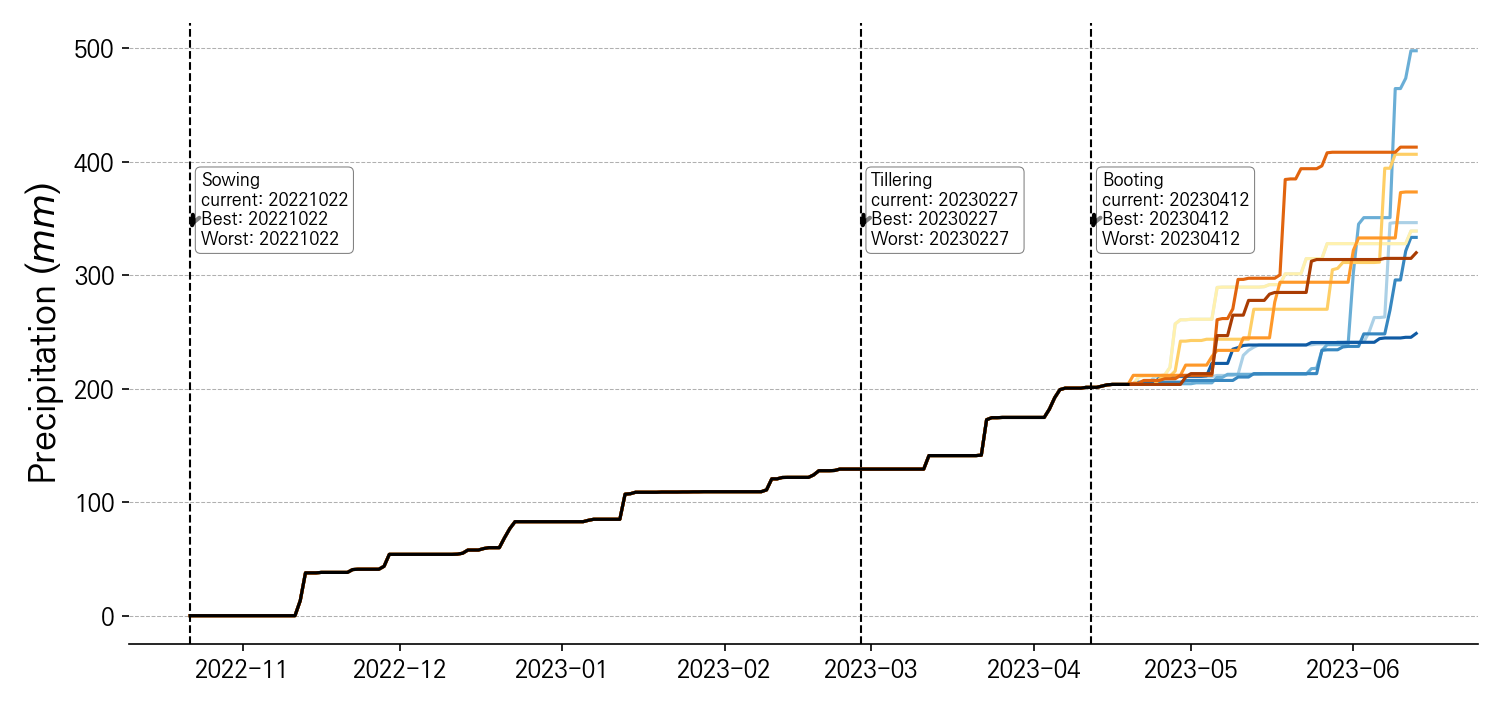 Precipitation (mm)
500
400
300
200
100
0
Sowing
current: 20221022
Best: 20221022
Worst: 20221022
Tillering
current: 20230227
Best: 20230227
Worst: 20230227
Booting
current: 20230412
Best: 20230412
Worst: 20230412
2022−11
2022−12
2023−01
2023−02
2023−03
2023−04
2023−05
2023−06